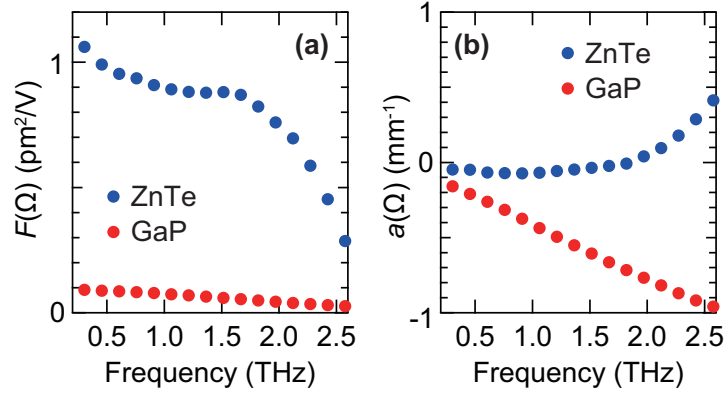 (a)
F(Ω) (pm²/V)
1
0
ZnTe
GaP
0.5 1.0 1.5 2.0 2.5
Frequency (THz)
(b)
a(Ω) (mm⁻¹)
1
0
-1
ZnTe
GaP
0.5 1.0 1.5 2.0 2.5
Frequency (THz)